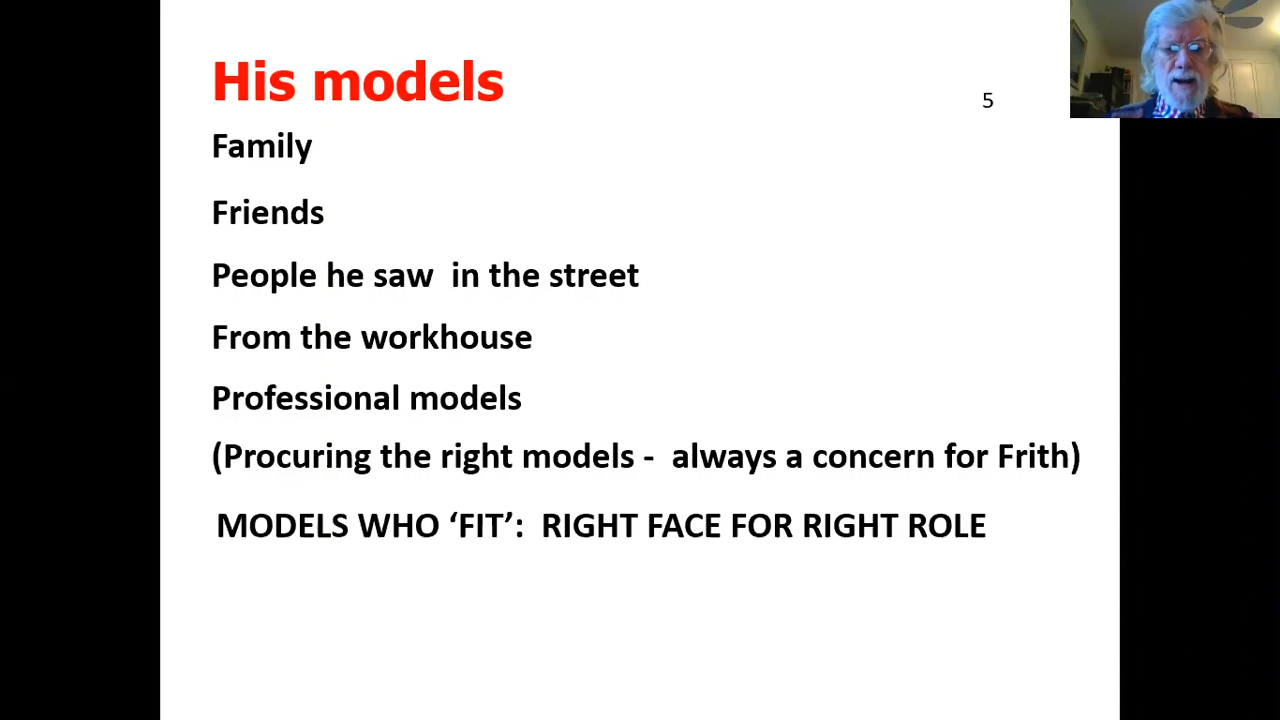 His models
5
Family
Friends
People he saw  in the street
From the workhouse
Professional models
(Procuring the right models -  always a concern for Frith)
MODELS WHO ‘FIT’:  RIGHT FACE FOR RIGHT ROLE